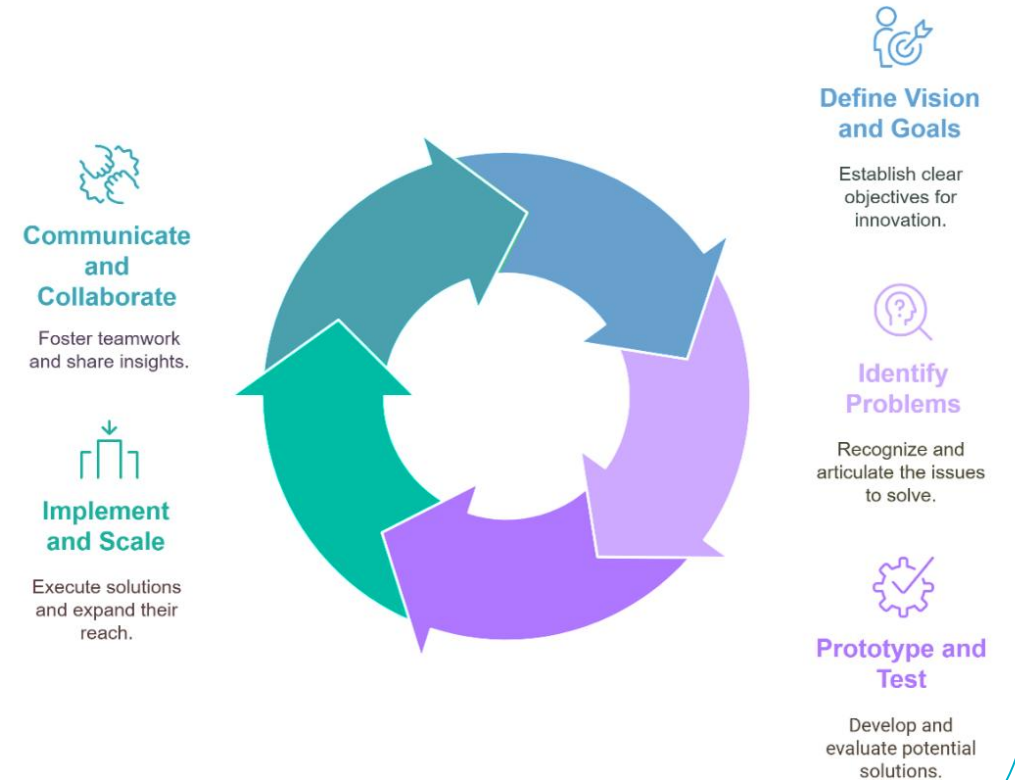 Define Vision
and Goals
Establish clear
objectives for
innovation.
Identify
Problems
Recognize and
articulate the issues
to solve.
Prototype and
Test
Develop and
evaluate potential
solutions.
Implement
and Scale
Execute solutions
and expand their
reach.
Communicate
and
Collaborate
Foster teamwork
and share insights.